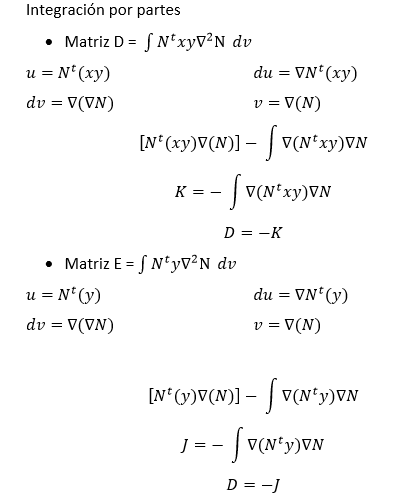 Integración por partes
• Matriz D = ∫ Nᵗxy∇²N dv
u = Nᵗ(xy) du = ∇Nᵗ(xy)
dv = ∇(∇N) v = ∇(N)
[Nᵗ(xy)∇(N)] − ∫ ∇(Nᵗxy)∇N
K = − ∫ ∇(Nᵗxy)∇N
D = −K
• Matriz E = ∫ Nᵗy∇²N dv
u = Nᵗ(y) du = ∇Nᵗ(y)
dv = ∇(∇N) v = ∇(N)
[Nᵗ(y)∇(N)] − ∫ ∇(Nᵗy)∇N
J = − ∫ ∇(Nᵗy)∇N
D = −J